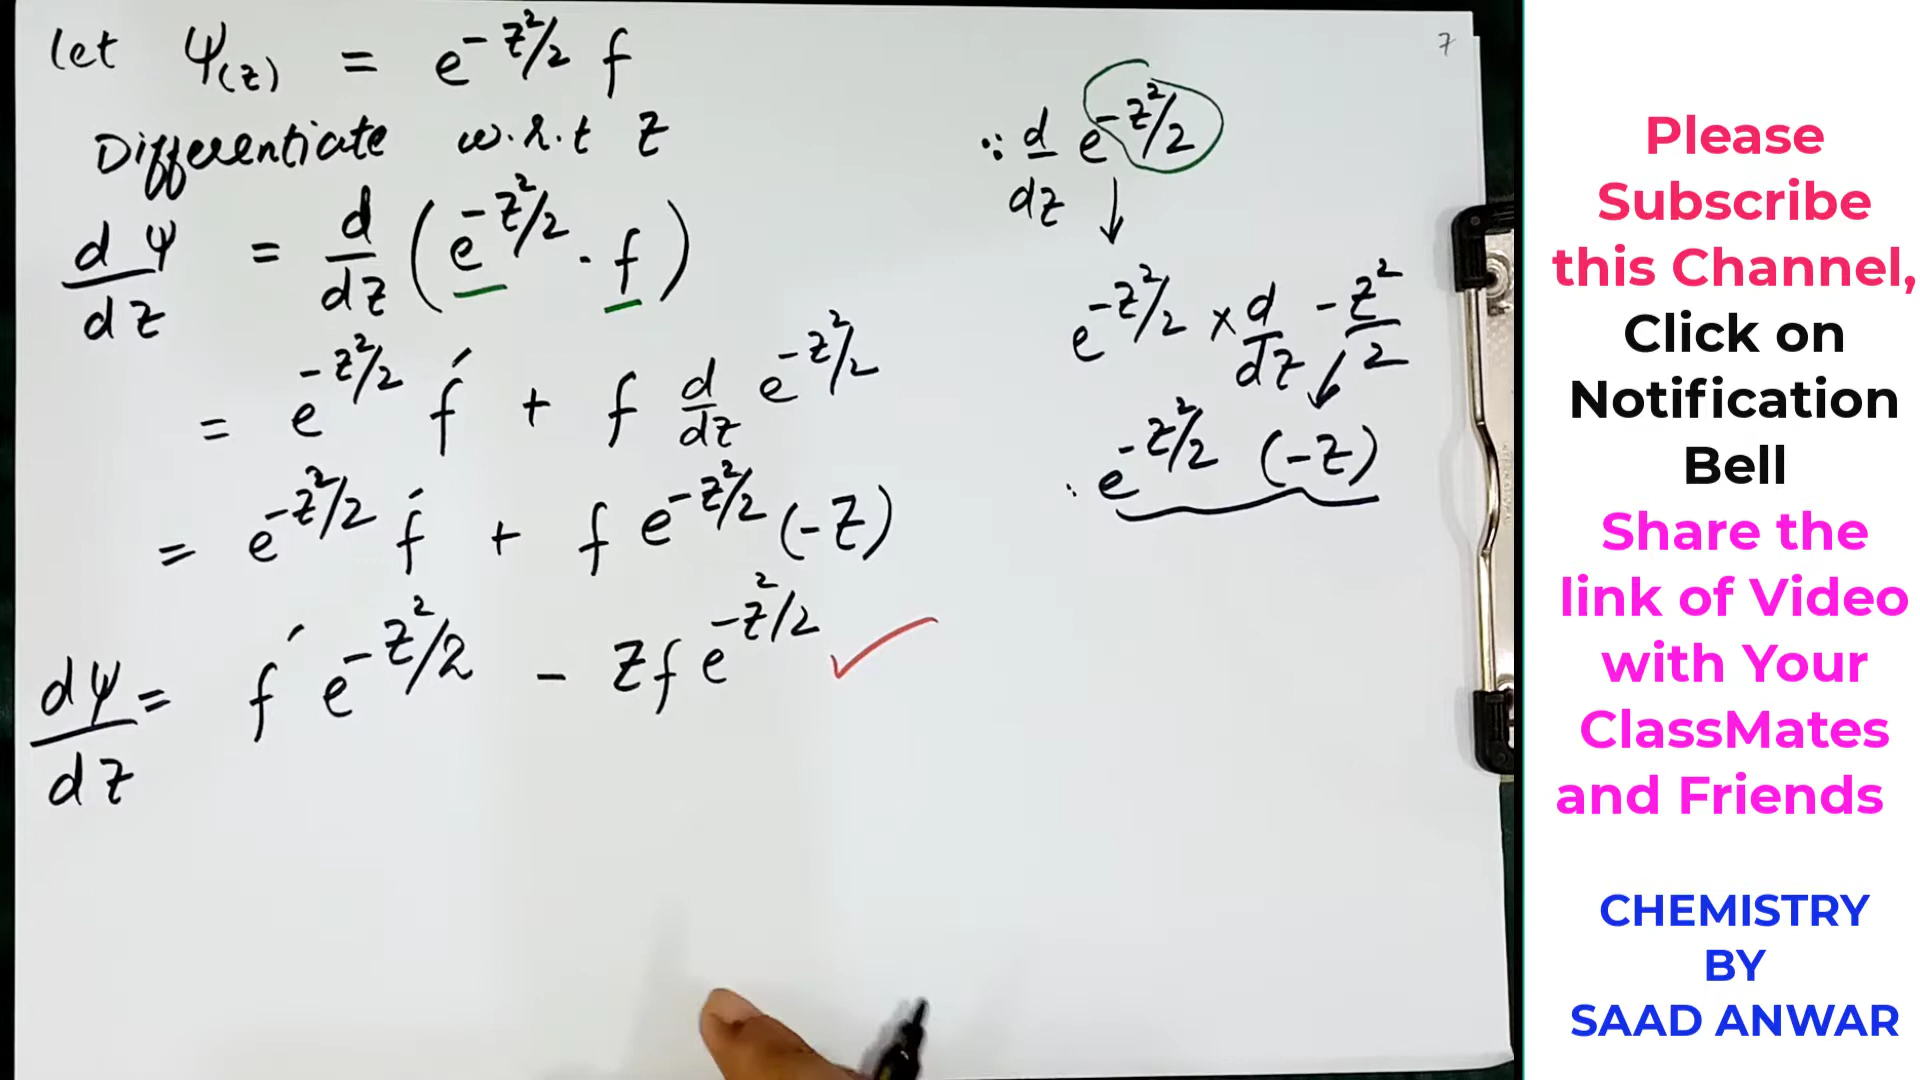 let ψ(z) = e^{-z²/2} f
Differentiate w.r.t z
dψ/dz = d/dz (e^{-z²/2} · f)
= e^{-z²/2} f́ + f d/dz e^{-z²/2}
= e^{-z²/2} f́ + f e^{-z²/2} (-z)
dψ/dz = f́ e^{-z²/2} - zf e^{-z²/2} ✓
7
∵ d/dz e^{-z²/2}
↓
e^{-z²/2} × d/dz -z²/2
e^{-z²/2} (-z)
Please
Subscribe
this Channel,
Click on
Notification
Bell
Share the
link of Video
with Your
ClassMates
and Friends
CHEMISTRY
BY
SAAD ANWAR